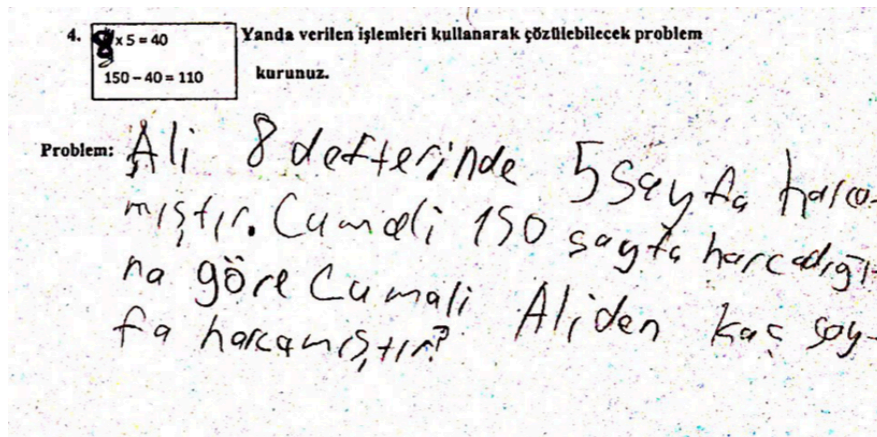 4. 8 x 5 = 40 Yanda verilen işlemleri kullanarak çözülebilecek problem
150 – 40 = 110 kurunuz.
Problem: Ali 8 defterinde 5 sayfa harca-
mıştır. Cumali 150 sayfa harcadığı-
na göre Cumali Aliden kaç say-
fa harcamıştır?